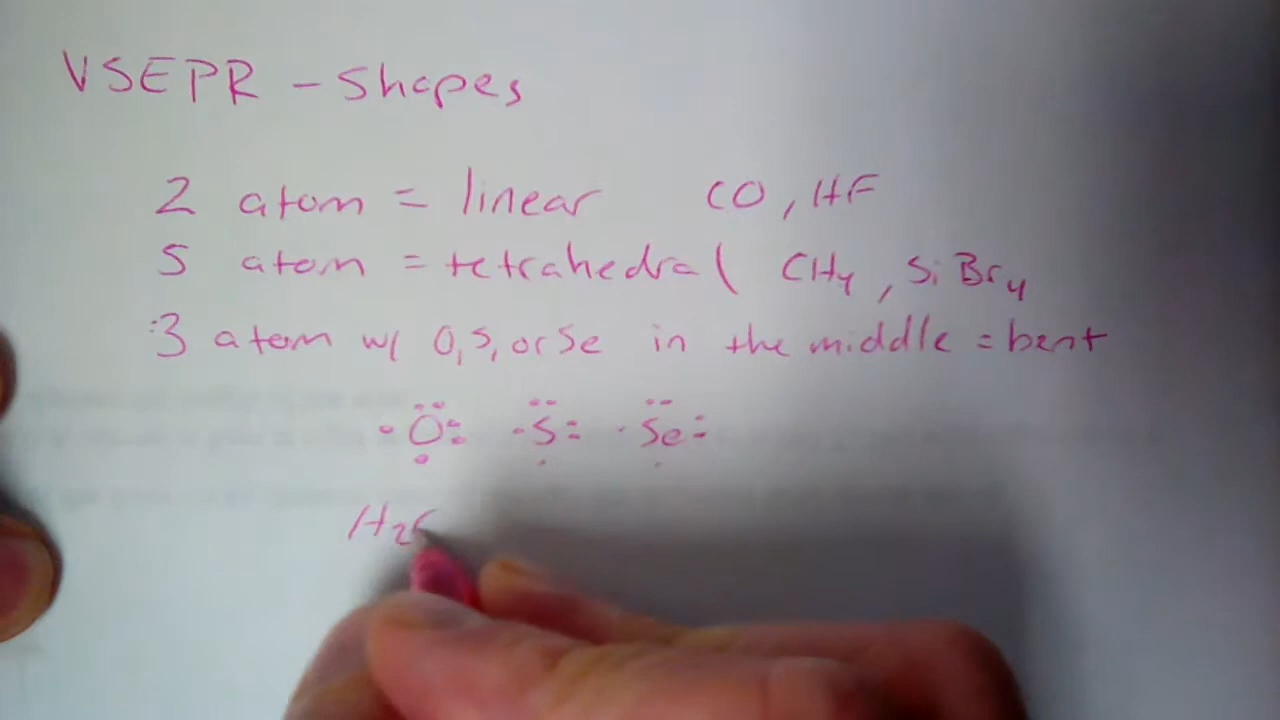 VSEPR - Shapes
2 atom = linear CO, HF
5 atom = tetrahedral CH4, SiBr4
3 atom w/ O, S, or Se in the middle = bent
O S Se
H2